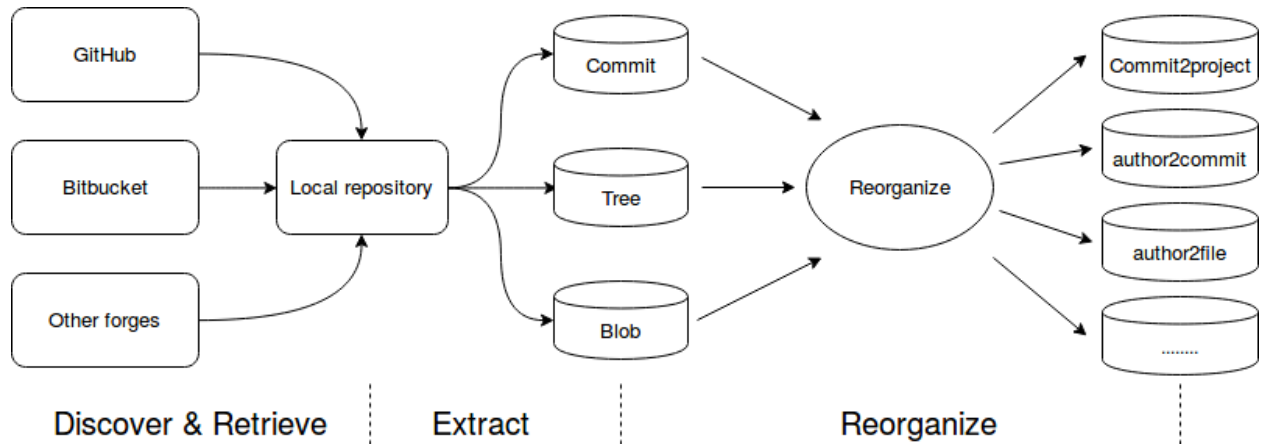 GitHub
Bitbucket
Other forges
Local repository
Commit
Tree
Blob
Reorganize
Commit2project
author2commit
author2file
........
Discover & Retrieve
Extract
Reorganize